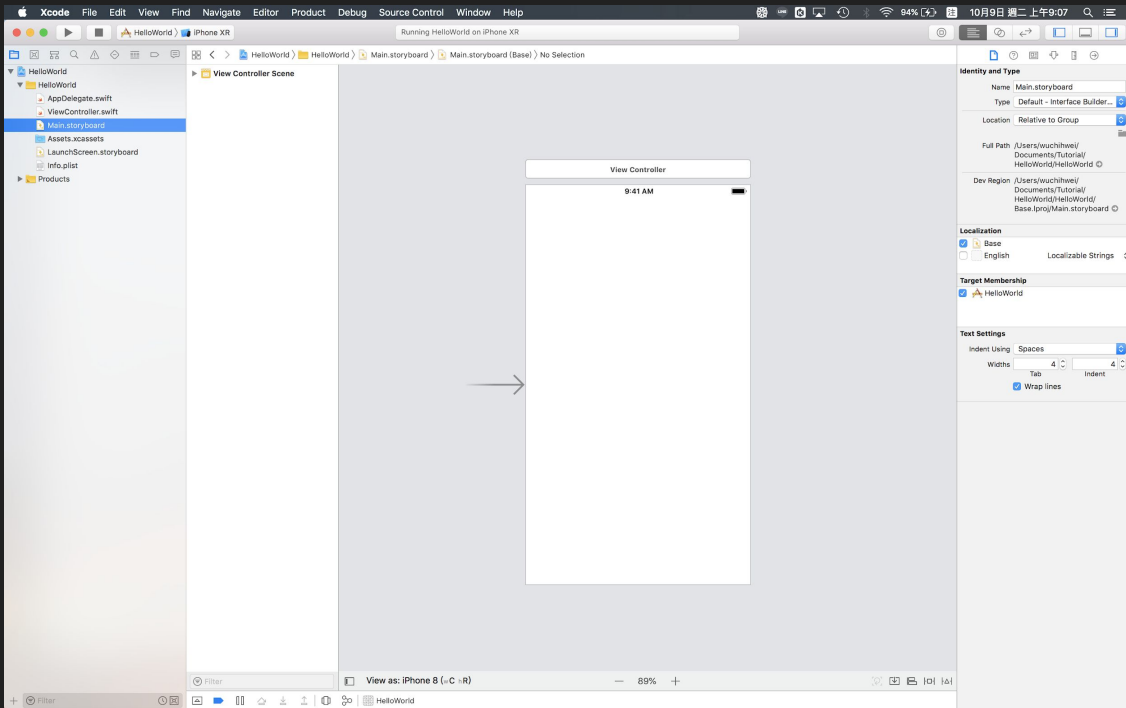 Xcode File Edit View Find Navigate Editor Product Debug Source Control Window Help
94% 注 10月9日 週二 上午9:07
HelloWorld 〉 iPhone XR
Running HelloWorld on iPhone XR
HelloWorld 〉 HelloWorld 〉 Main.storyboard 〉 Main.storyboard (Base) 〉 No Selection
HelloWorld
HelloWorld
AppDelegate.swift
ViewController.swift
Main.storyboard
Assets.xcassets
LaunchScreen.storyboard
Info.plist
Products
Filter
View Controller Scene
Filter
View Controller
9:41 AM
View as: iPhone 8 (wC hR)
— 89% +
HelloWorld
Identity and Type
Name Main.storyboard
Type Default - Interface Builder...
Location Relative to Group
Full Path /Users/wuchihwei/
Documents/Tutorial/
HelloWorld/HelloWorld
Dev Region /Users/wuchihwei/
Documents/Tutorial/
HelloWorld/HelloWorld/
Base.lproj/Main.storyboard
Localization
Base
English Localizable Strings
Target Membership
HelloWorld
Text Settings
Indent Using Spaces
Widths 4 4
Tab Indent
Wrap lines